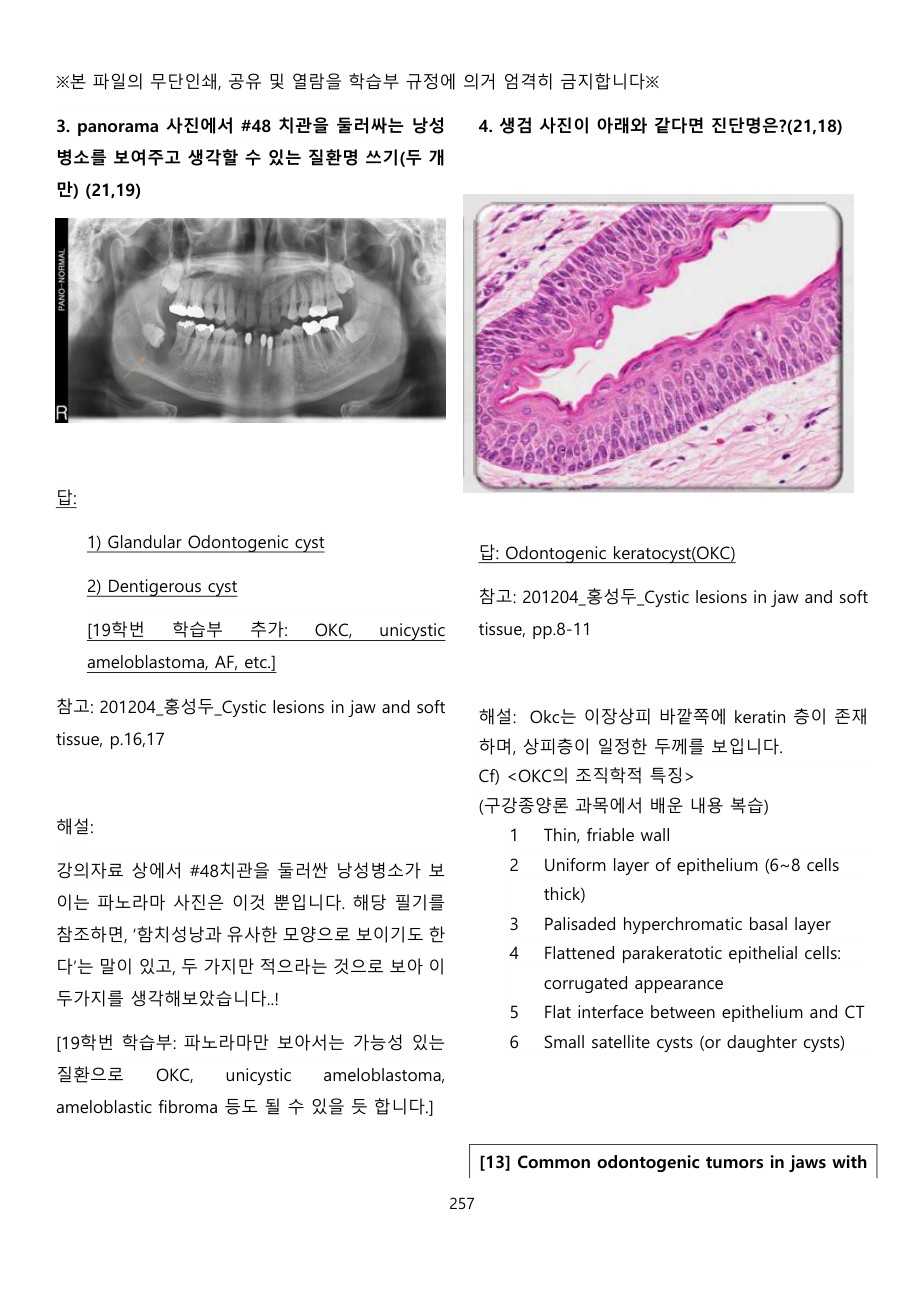 ※본 파일의 무단인쇄, 공유 및 열람을 학습부 규정에 의거 엄격히 금지합니다※
3. panorama 사진에서 #48 치관을 둘러싸는 낭성
병소를 보여주고 생각할 수 있는 질환명 쓰기(두 개
만) (21,19)
PANO-NORMAL
R
답:
1) Glandular Odontogenic cyst
2) Dentigerous cyst
[19학번 학습부 추가: OKC, unicystic
ameloblastoma, AF, etc.]
참고: 201204_홍성두_Cystic lesions in jaw and soft
tissue, p.16,17
해설:
강의자료 상에서 #48치관을 둘러싼 낭성병소가 보
이는 파노라마 사진은 이것 뿐입니다. 해당 필기를
참조하면, ‘함치성낭과 유사한 모양으로 보이기도 한
다’는 말이 있고, 두 가지만 적으라는 것으로 보아 이
두가지를 생각해보았습니다..!
[19학번 학습부: 파노라마만 보아서는 가능성 있는
질환으로 OKC, unicystic ameloblastoma,
ameloblastic fibroma 등도 될 수 있을 듯 합니다.]
4. 생검 사진이 아래와 같다면 진단명은?(21,18)
답: Odontogenic keratocyst(OKC)
참고: 201204_홍성두_Cystic lesions in jaw and soft
tissue, pp.8-11
해설: Okc는 이장상피 바깥쪽에 keratin 층이 존재
하며, 상피층이 일정한 두께를 보입니다.
Cf) <OKC의 조직학적 특징>
(구강종양론 과목에서 배운 내용 복습)
1 Thin, friable wall
2 Uniform layer of epithelium (6~8 cells
thick)
3 Palisaded hyperchromatic basal layer
4 Flattened parakeratotic epithelial cells:
corrugated appearance
5 Flat interface between epithelium and CT
6 Small satellite cysts (or daughter cysts)
[13] Common odontogenic tumors in jaws with
257